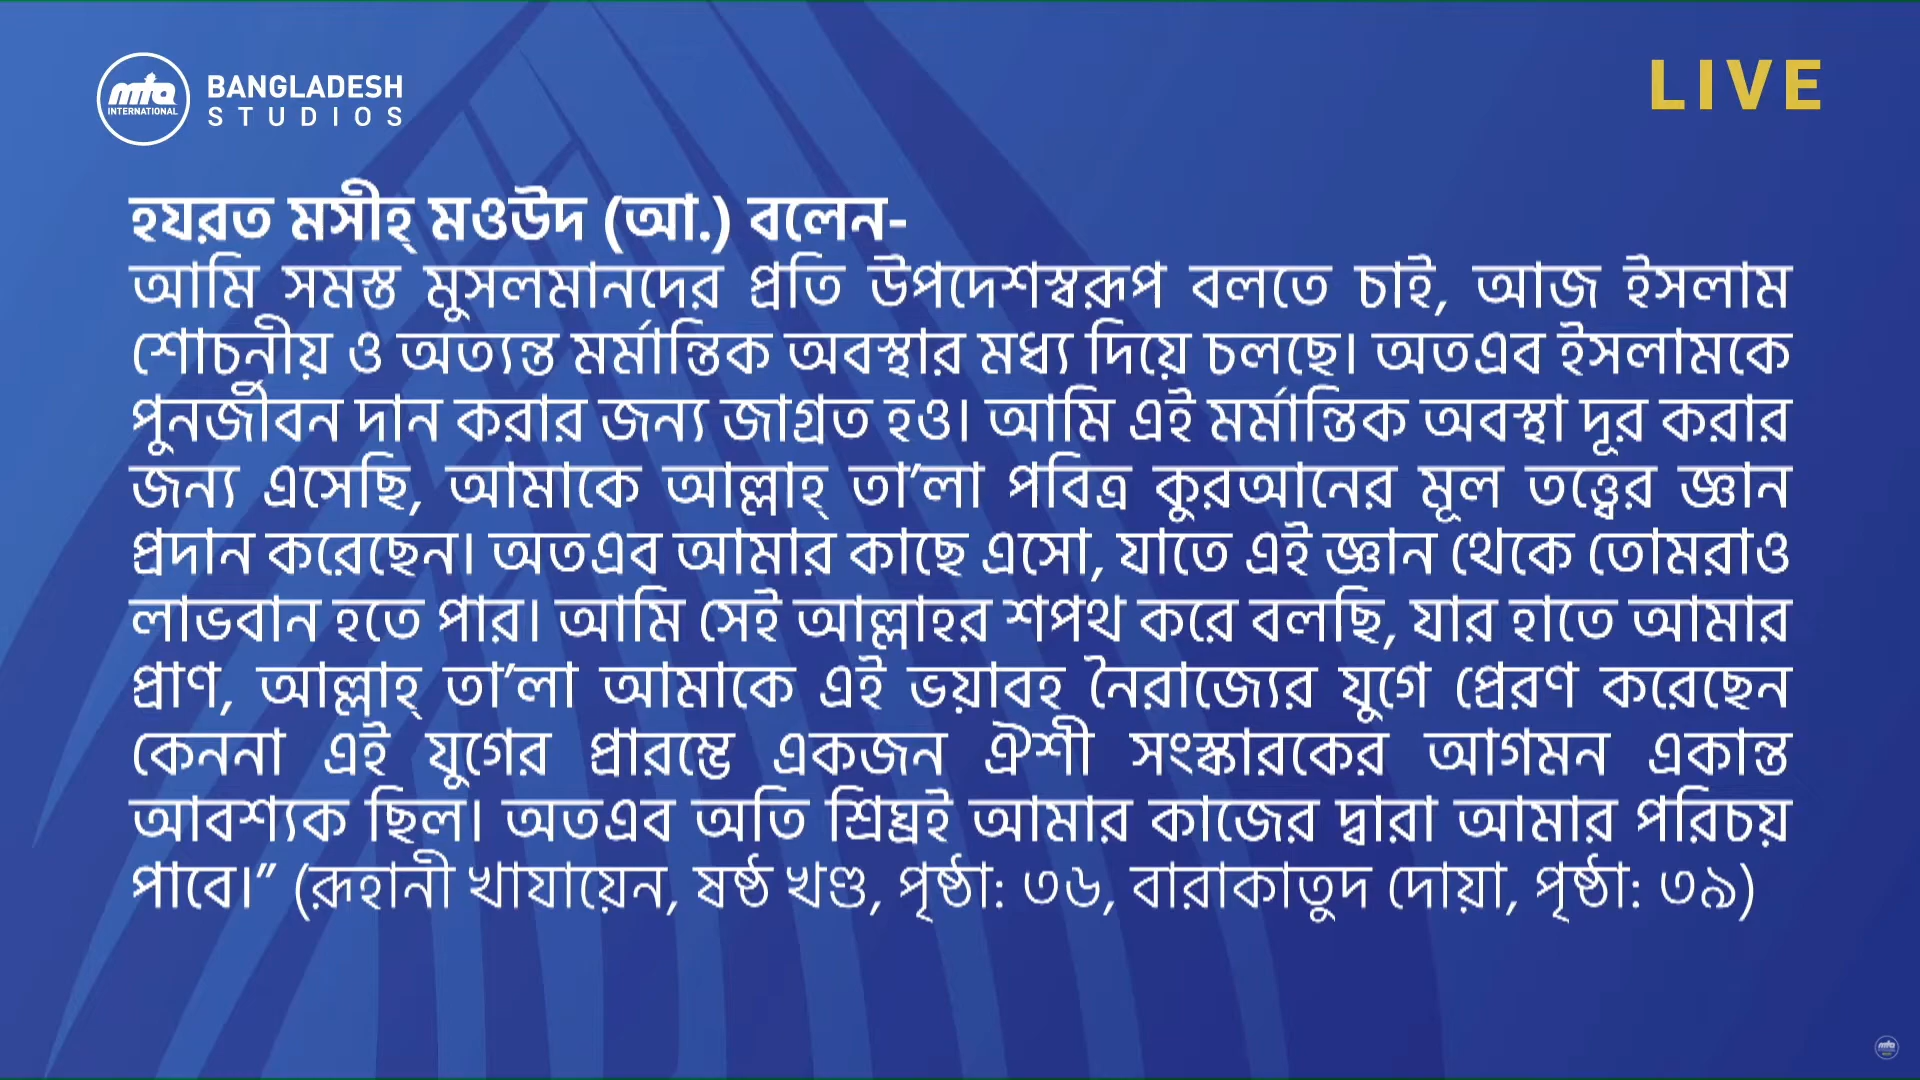 mta
INTERNATIONAL
BANGLADESH
STUDIOS
LIVE
হযরত মসীহ্ মওউদ (আ.) বলেন-
আমি সমস্ত মুসলমানদের প্রতি উপদেশস্বরূপ বলতে চাই, আজ ইসলাম
শোচনীয় ও অত্যন্ত মর্মান্তিক অবস্থার মধ্য দিয়ে চলছে। অতএব ইসলামকে
পুনর্জীবন দান করার জন্য জাগ্রত হও। আমি এই মর্মান্তিক অবস্থা দূর করার
জন্য এসেছি, আমাকে আল্লাহ্ তা’লা পবিত্র কুরআনের মূল তত্ত্বের জ্ঞান
প্রদান করেছেন। অতএব আমার কাছে এসো, যাতে এই জ্ঞান থেকে তোমরাও
লাভবান হতে পার। আমি সেই আল্লাহর শপথ করে বলছি, যার হাতে আমার
প্রাণ, আল্লাহ্ তা’লা আমাকে এই ভয়াবহ নৈরাজ্যের যুগে প্রেরণ করেছেন
কেননা এই যুগের প্রারম্ভে একজন ঐশী সংস্কারকের আগমন একান্ত
আবশ্যক ছিল। অতএব অতি শ্রিঘ্রই আমার কাজের দ্বারা আমার পরিচয়
পাবে।” (রূহানী খাযায়েন, ষষ্ঠ খণ্ড, পৃষ্ঠা: ৩৬, বারাকাতুদ দোয়া, পৃষ্ঠা: ৩৯)
mta